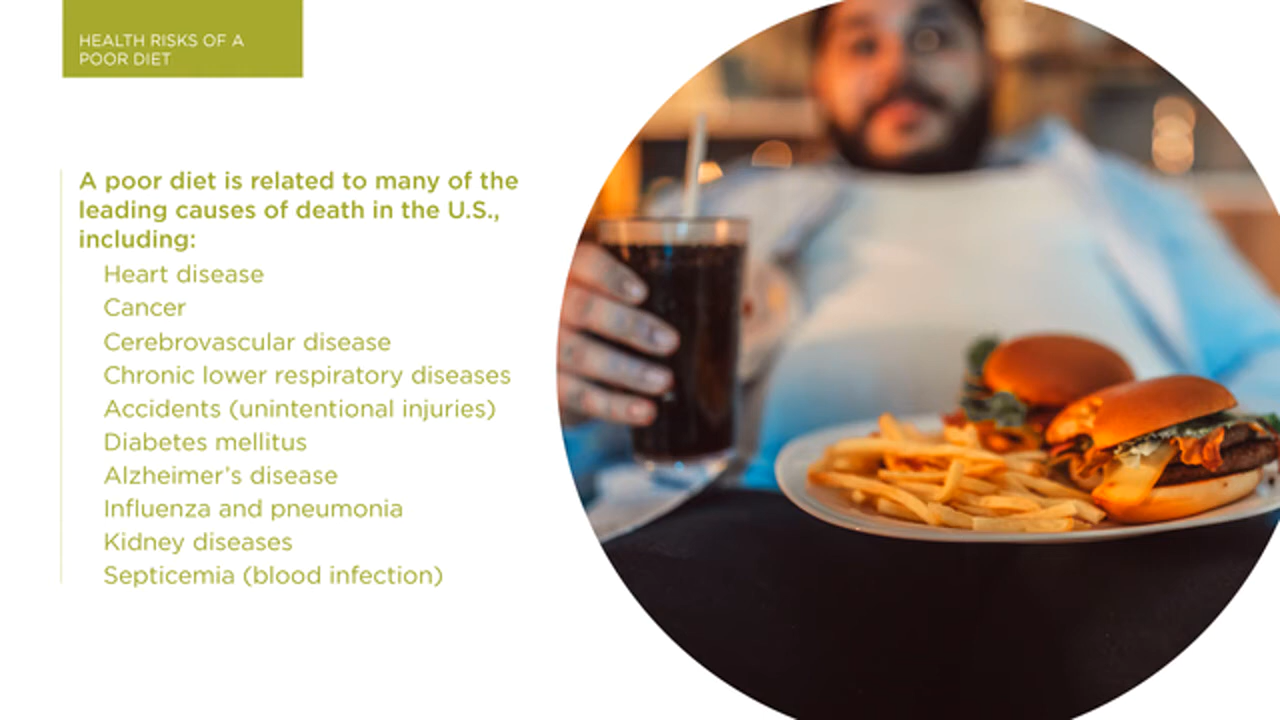 HEALTH RISKS OF A
POOR DIET
A poor diet is related to many of the
leading causes of death in the U.S.,
including:
Heart disease
Cancer
Cerebrovascular disease
Chronic lower respiratory diseases
Accidents (unintentional injuries)
Diabetes mellitus
Alzheimer’s disease
Influenza and pneumonia
Kidney diseases
Septicemia (blood infection)